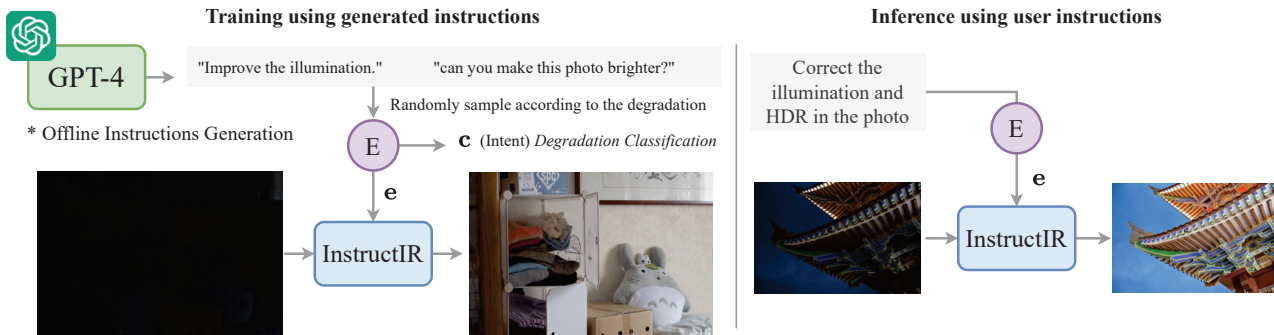 Training using generated instructions
GPT-4
"Improve the illumination." "can you make this photo brighter?"
Randomly sample according to the degradation
* Offline Instructions Generation
E
c (Intent) Degradation Classification
e
InstructIR
Inference using user instructions
Correct the
illumination and
HDR in the photo
E
e
InstructIR